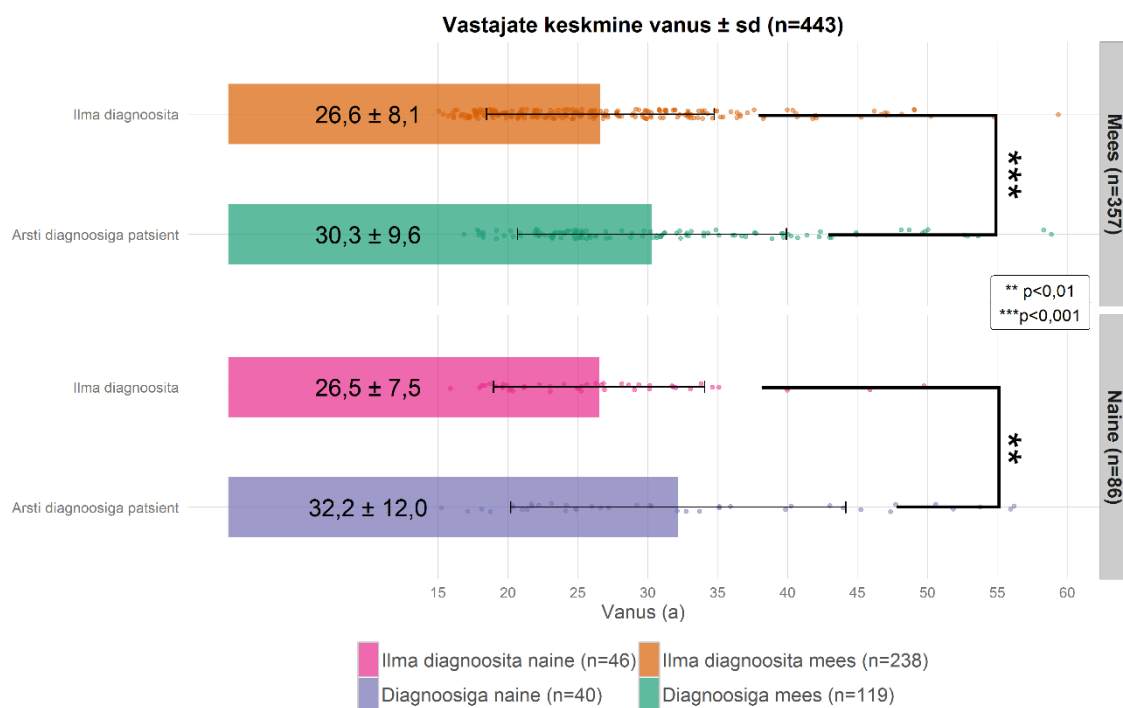 Vastajate keskmine vanus ± sd (n=443)
Ilma diagnoosita
26,6 ± 8,1
***
Mees (n=357)
Arsti diagnoosiga patsient
30,3 ± 9,6
** p<0,01
***p<0,001
Ilma diagnoosita
26,5 ± 7,5
**
Naine (n=86)
Arsti diagnoosiga patsient
32,2 ± 12,0
15 20 25 30 35 40 45 50 55 60
Vanus (a)
Ilma diagnoosita naine (n=46) Ilma diagnoosita mees (n=238)
Diagnoosiga naine (n=40) Diagnoosiga mees (n=119)